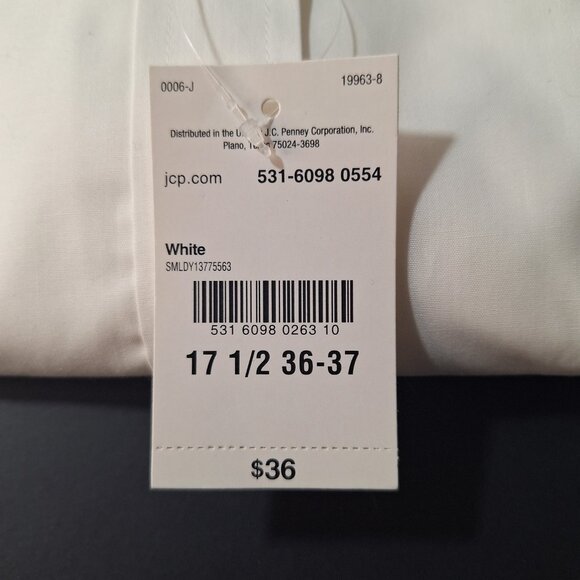 0006-J 19963-8
Distributed in the J.C. Penney Corporation, Inc.
Plano, 75024-3698
jcp.com 531-6098 0554
White
SMLDY13775563
531 6098 0263 10
17 1/2 36-37
$36